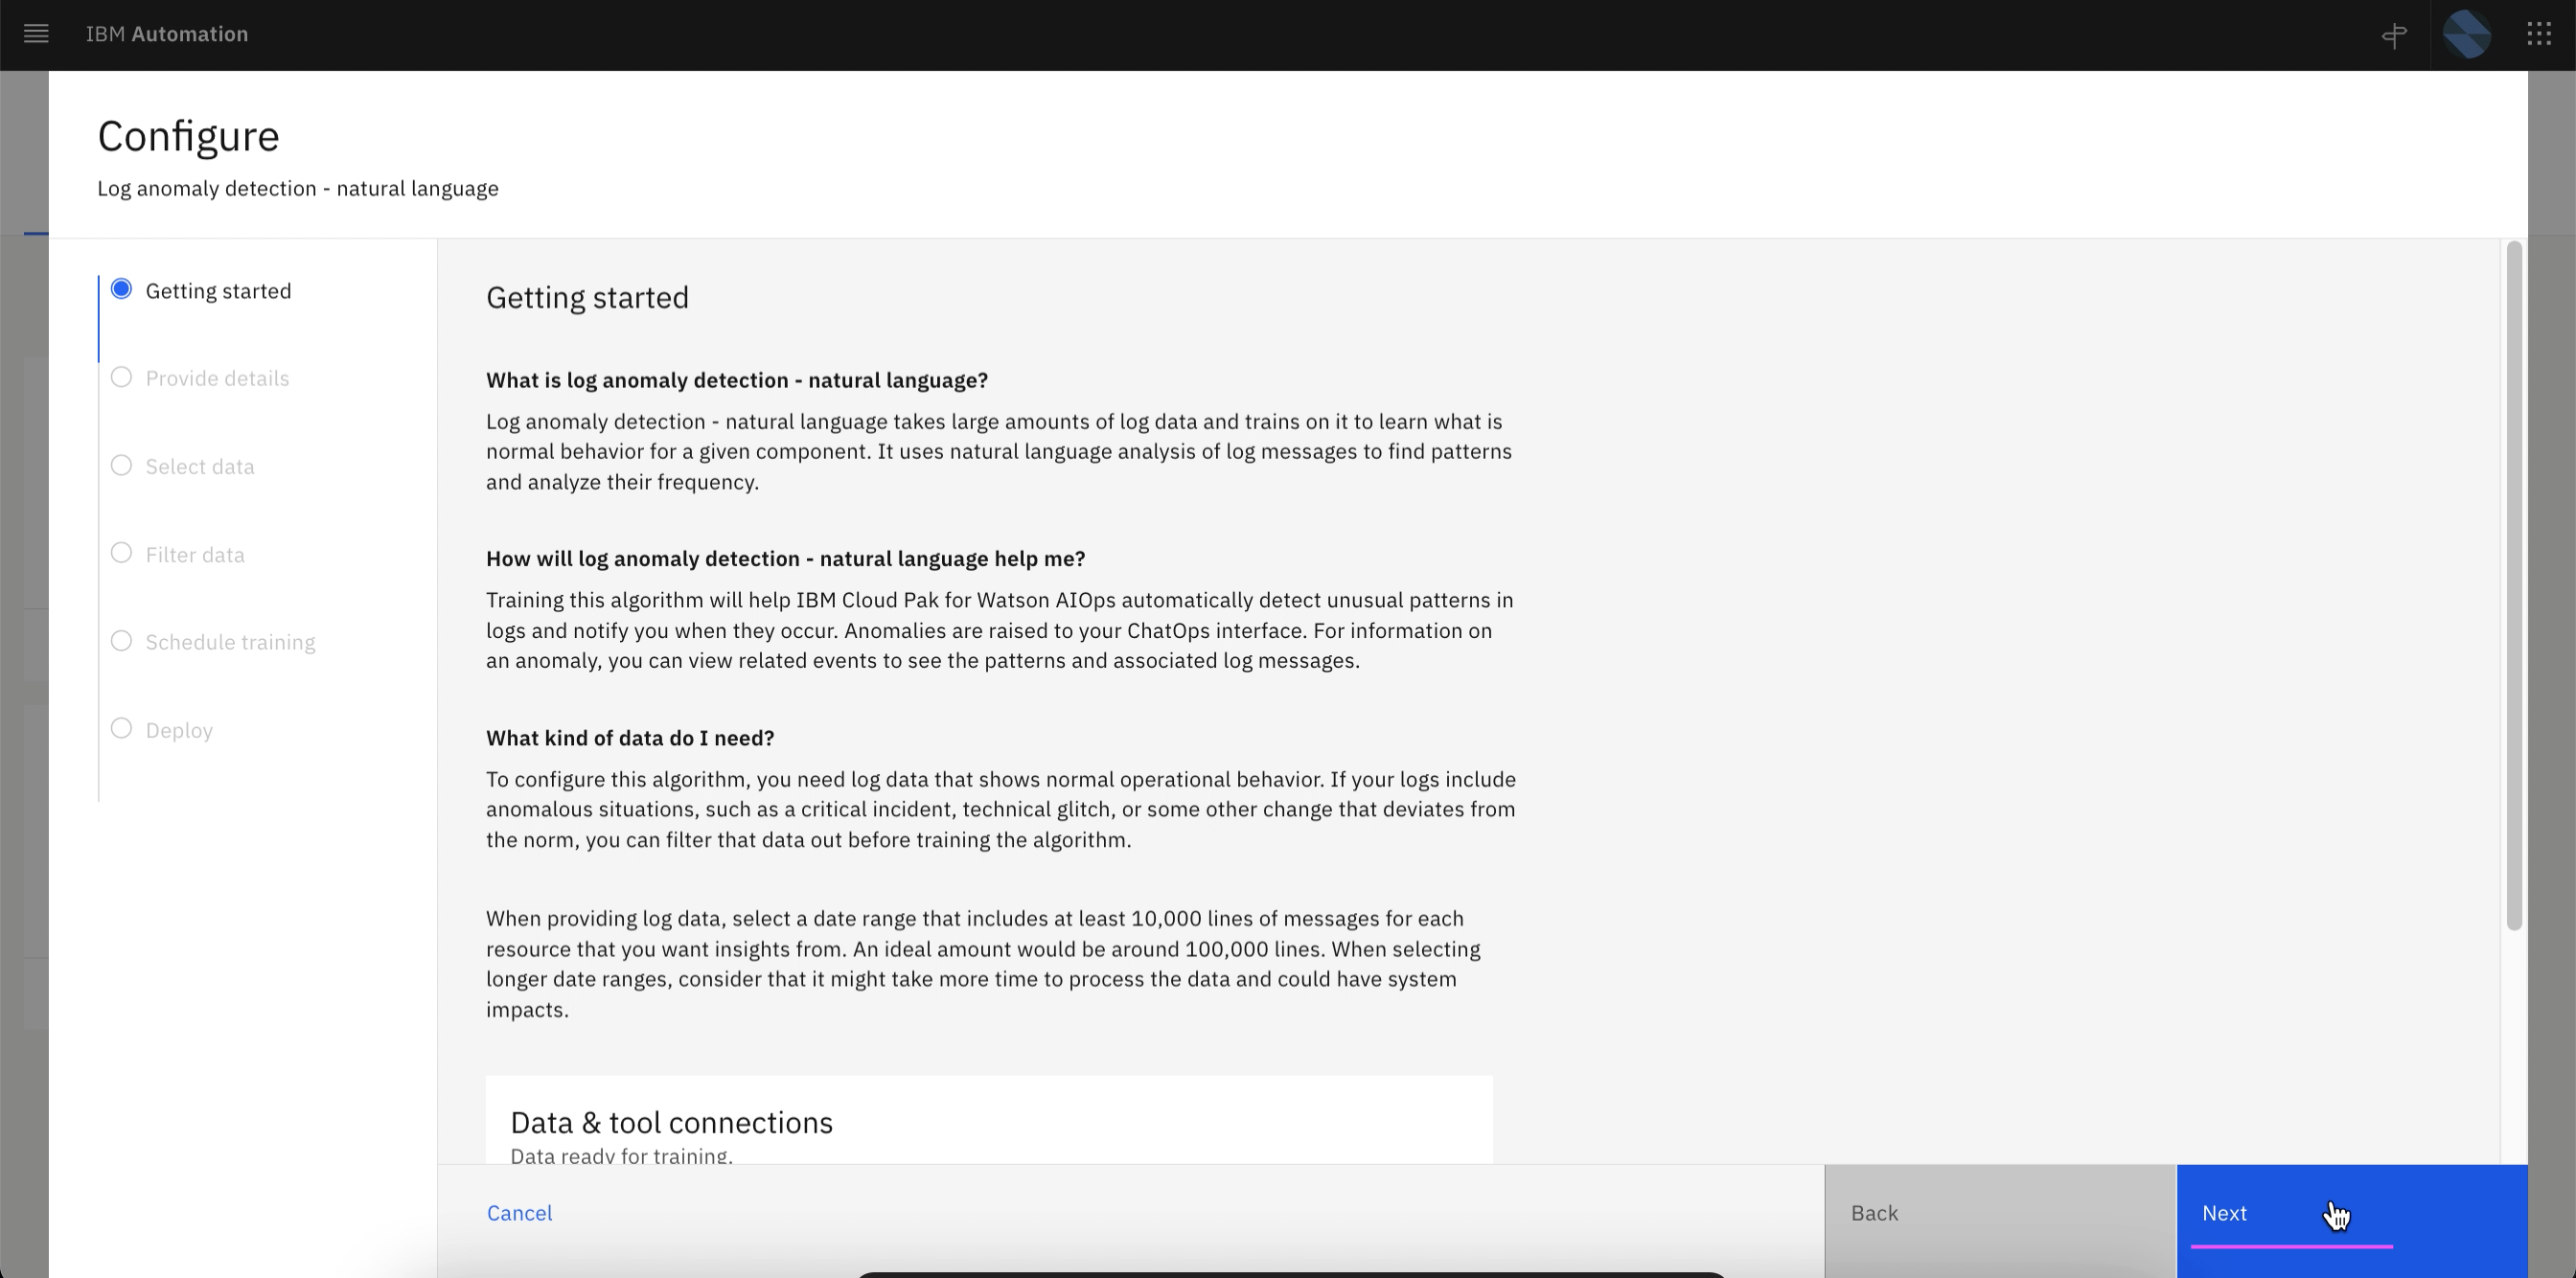 IBM Automation
Configure
Log anomaly detection - natural language
Getting started
Provide details
Select data
Filter data
Schedule training
Deploy
Getting started
What is log anomaly detection - natural language?
Log anomaly detection - natural language takes large amounts of log data and trains on it to learn what is
normal behavior for a given component. It uses natural language analysis of log messages to find patterns
and analyze their frequency.
How will log anomaly detection - natural language help me?
Training this algorithm will help IBM Cloud Pak for Watson AIOps automatically detect unusual patterns in
logs and notify you when they occur. Anomalies are raised to your ChatOps interface. For information on
an anomaly, you can view related events to see the patterns and associated log messages.
What kind of data do I need?
To configure this algorithm, you need log data that shows normal operational behavior. If your logs include
anomalous situations, such as a critical incident, technical glitch, or some other change that deviates from
the norm, you can filter that data out before training the algorithm.
When providing log data, select a date range that includes at least 10,000 lines of messages for each
resource that you want insights from. An ideal amount would be around 100,000 lines. When selecting
longer date ranges, consider that it might take more time to process the data and could have system
impacts.
Data & tool connections
Data ready for training.
Cancel
Back
Next